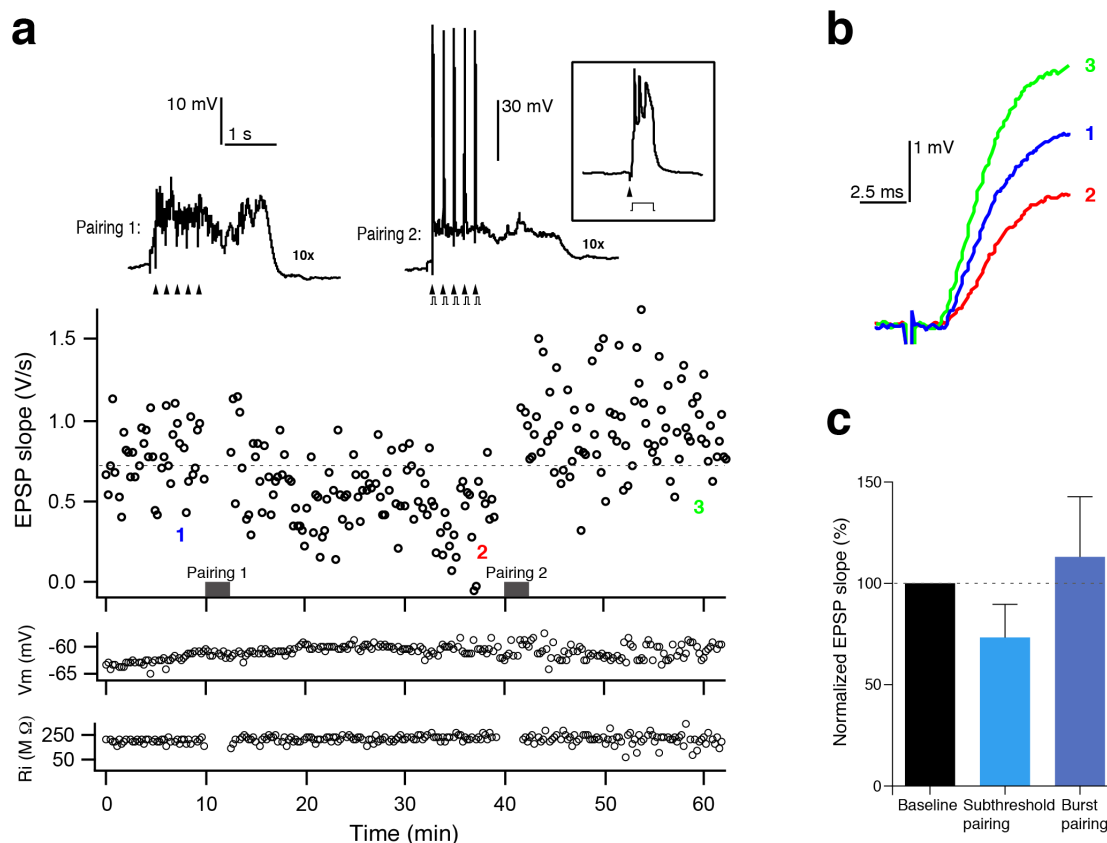 a
10 mV
1 s
Pairing 1:
10x
30 mV
Pairing 2:
10x
EPSP slope (V/s)
1.5
1.0
0.5
0.0
1
2
3
Pairing 1
Pairing 2
Vm (mV)
-60
-65
Ri (M Ω)
250
50
0
10
20
30
40
50
60
Time (min)
b
3
1
2
1 mV
2.5 ms
c
Normalized EPSP slope (%)
150
100
50
0
Baseline
Subthreshold
pairing
Burst
pairing